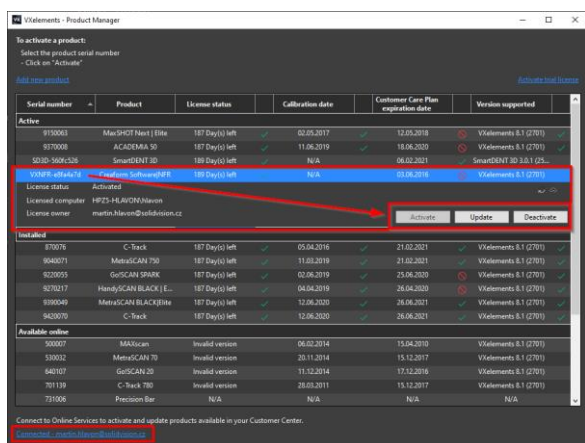 VXelements - Product Manager
To activate a product:
Select the product serial number
- Click on "Activate"
Add new product Activate trial license
Serial number Product License status Calibration date Customer Care Plan expiration date Version supported
Active
9150063 MaxSHOT Next | Elite 187 Day(s) left 02.05.2017 12.05.2018 VXelements 8.1 (2701)
9370008 ACADEMIA 50 187 Day(s) left 11.06.2019 18.06.2020 VXelements 8.1 (2701)
SD3D-560fc526 SmartDENT 3D 187 Day(s) left N/A 06.02.2021 SmartDENT 3D 3.0.1 (25...
Creaform Software|NFR 187 Day(s) left N/A 03.06.2016 VXelements 8.1 (2701)
License status Activated
Licensed computer HPZ5-HLAVON\hlavon
License owner martin.hlavon@solidvision.cz
Activate Update Deactivate
Installed
870076 C-Track 187 Day(s) left 05.04.2016 21.02.2021 VXelements 8.1 (2701)
9040071 MetraSCAN 750 187 Day(s) left 11.03.2019 21.02.2021 VXelements 8.1 (2701)
9220055 Go!SCAN SPARK 187 Day(s) left 02.06.2019 25.06.2020 VXelements 8.1 (2701)
9270217 HandySCAN BLACK | E... 187 Day(s) left 04.04.2019 26.04.2020 VXelements 8.1 (2701)
9390049 MetraSCAN BLACK|Elite 187 Day(s) left 12.06.2020 26.06.2021 VXelements 8.1 (2701)
9420070 C-Track 187 Day(s) left 12.06.2020 26.06.2021 VXelements 8.1 (2701)
Available online
500007 MAXscan Invalid version 06.02.2014 15.04.2010 VXelements 8.1 (2701)
530032 MetraSCAN 70 Invalid version 20.11.2014 15.12.2017 VXelements 8.1 (2701)
640107 Go!SCAN 20 Invalid version 11.12.2014 17.12.2016 VXelements 8.1 (2701)
701139 C-Track 780 Invalid version 28.03.2011 15.12.2017 VXelements 8.1 (2701)
731006 Precision Bar N/A N/A N/A N/A
Connect to Online Services to activate and update products available in your Customer Center.
Connected - martin.hlavon@solidvision.cz